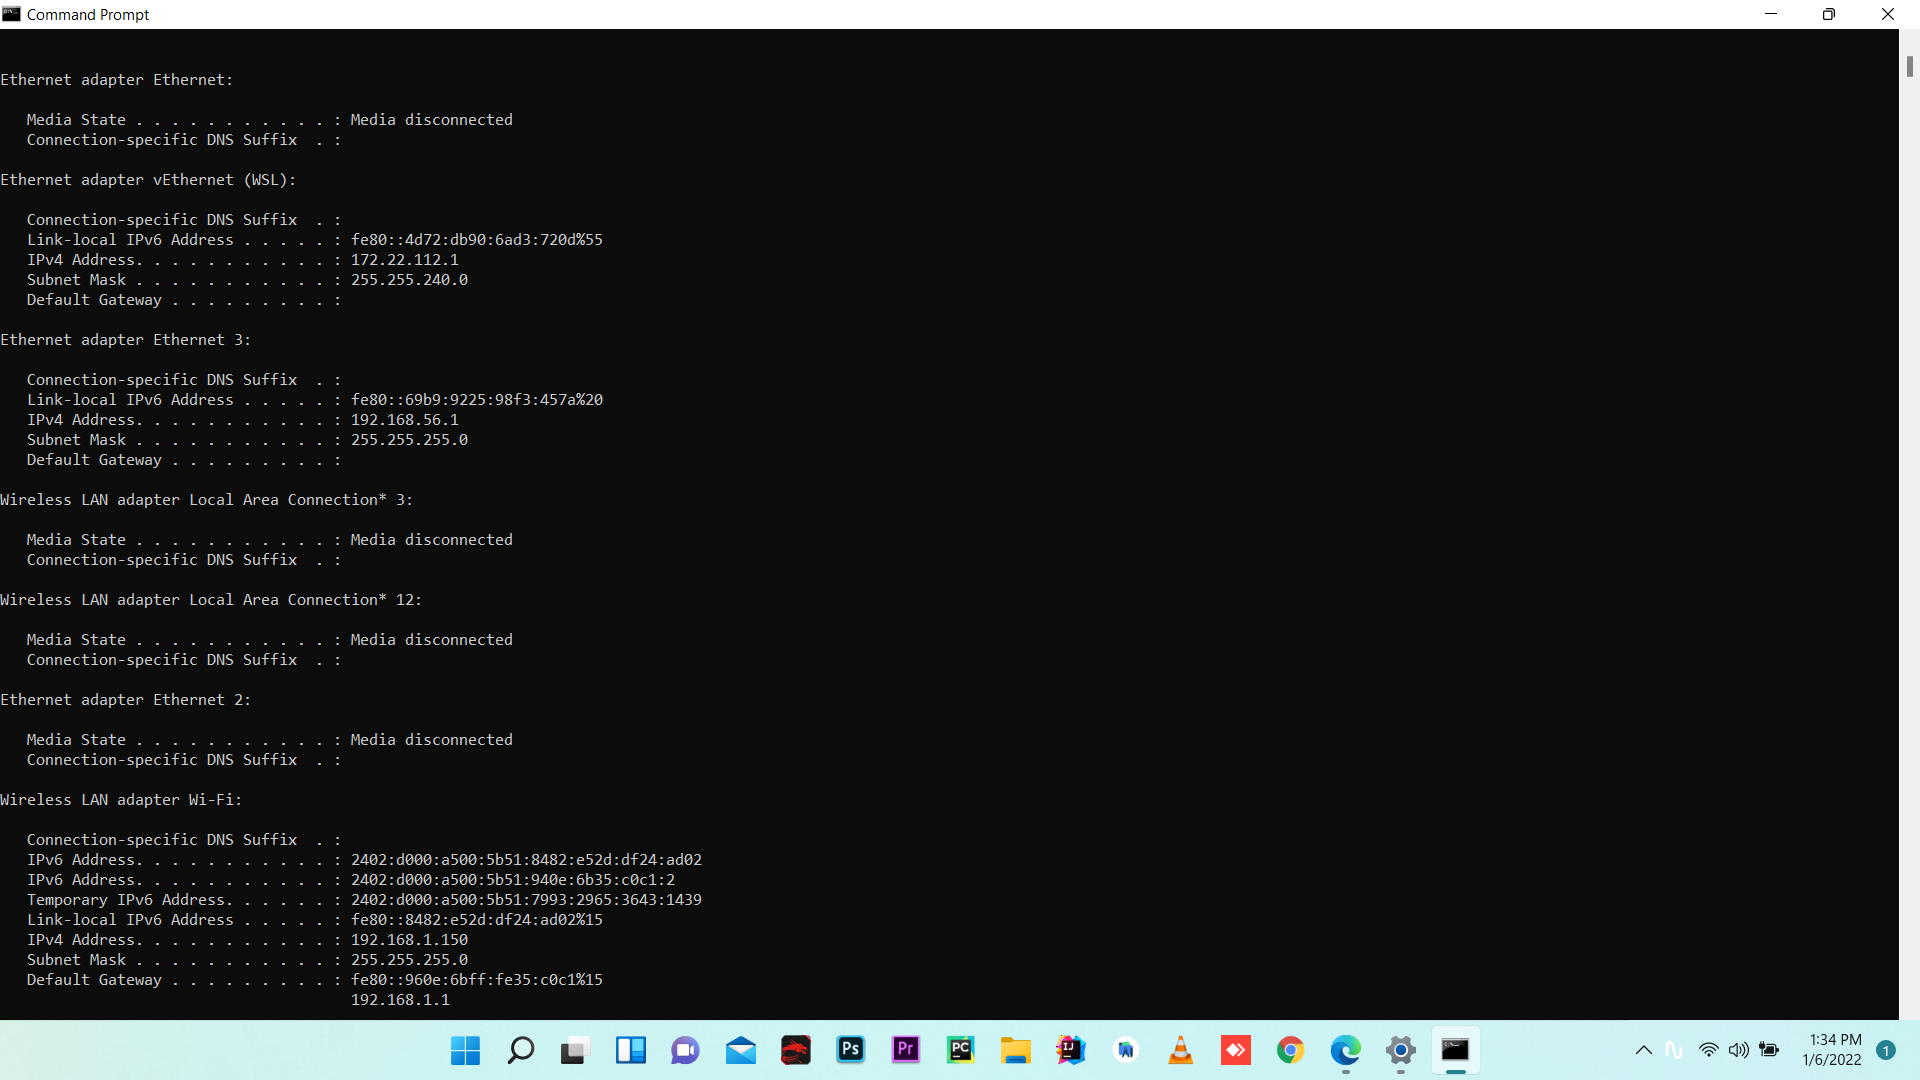 Command Prompt
Ethernet adapter Ethernet:
Media State . . . . . . . . . . . : Media disconnected
Connection-specific DNS Suffix  . :
Ethernet adapter vEthernet (WSL):
Connection-specific DNS Suffix  . :
Link-local IPv6 Address . . . . . : fe80::4d72:db90:6ad3:720d%55
IPv4 Address. . . . . . . . . . . : 172.22.112.1
Subnet Mask . . . . . . . . . . . : 255.255.240.0
Default Gateway . . . . . . . . . :
Ethernet adapter Ethernet 3:
Connection-specific DNS Suffix  . :
Link-local IPv6 Address . . . . . : fe80::69b9:9225:98f3:457a%20
IPv4 Address. . . . . . . . . . . : 192.168.56.1
Subnet Mask . . . . . . . . . . . : 255.255.255.0
Default Gateway . . . . . . . . . :
Wireless LAN adapter Local Area Connection* 3:
Media State . . . . . . . . . . . : Media disconnected
Connection-specific DNS Suffix  . :
Wireless LAN adapter Local Area Connection* 12:
Media State . . . . . . . . . . . : Media disconnected
Connection-specific DNS Suffix  . :
Ethernet adapter Ethernet 2:
Media State . . . . . . . . . . . : Media disconnected
Connection-specific DNS Suffix  . :
Wireless LAN adapter Wi-Fi:
Connection-specific DNS Suffix  . :
IPv6 Address. . . . . . . . . . . : 2402:d000:a500:5b51:8482:e52d:df24:ad02
IPv6 Address. . . . . . . . . . . : 2402:d000:a500:5b51:940e:6b35:c0c1:2
Temporary IPv6 Address. . . . . . : 2402:d000:a500:5b51:7993:2965:3643:1439
Link-local IPv6 Address . . . . . : fe80::8482:e52d:df24:ad02%15
IPv4 Address. . . . . . . . . . . : 192.168.1.150
Subnet Mask . . . . . . . . . . . : 255.255.255.0
Default Gateway . . . . . . . . . : fe80::960e:6bff:fe35:c0c1%15
192.168.1.1
Ps Pr PC IJ
1:34 PM
1/6/2022
1